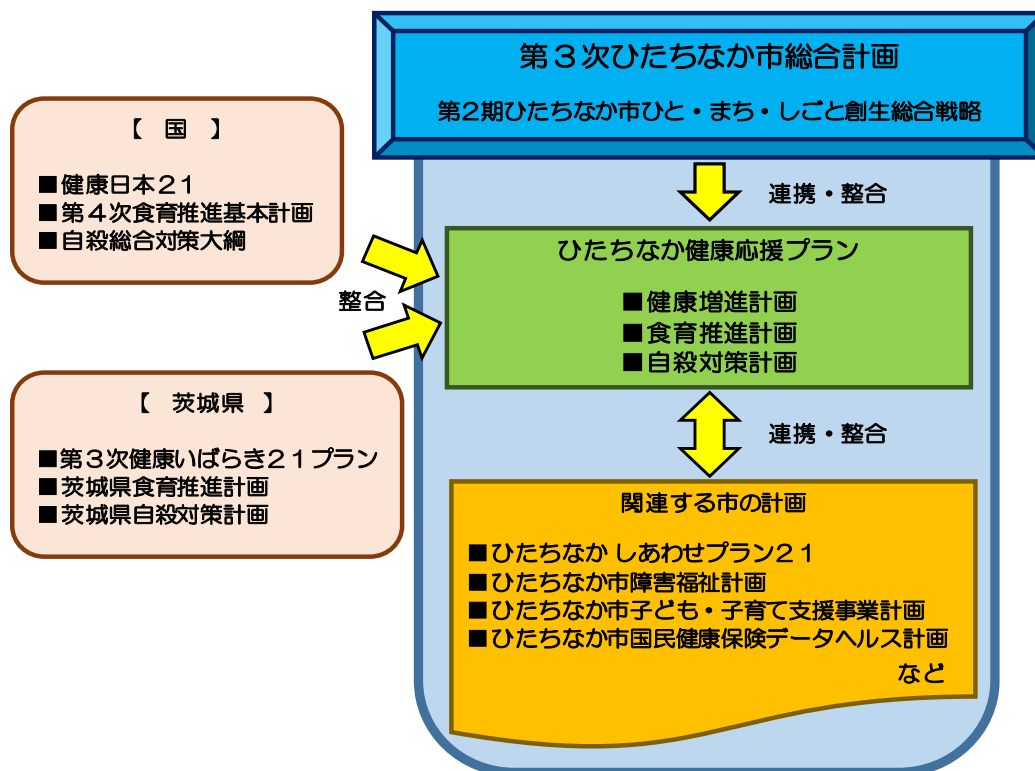 第３次ひたちなか市総合計画
第２期ひたちなか市ひと・まち・しごと創生総合戦略
【　国　】
■健康日本２１
■第４次食育推進基本計画
■自殺総合対策大綱
連携・整合
整合
ひたちなか健康応援プラン
■健康増進計画
■食育推進計画
■自殺対策計画
【　茨城県　】
■第３次健康いばらき２１プラン
■茨城県食育推進計画
■茨城県自殺対策計画
連携・整合
関連する市の計画
■ひたちなか しあわせプラン２１
■ひたちなか市障害福祉計画
■ひたちなか市子ども・子育て支援事業計画
■ひたちなか市国民健康保険データヘルス計画
など